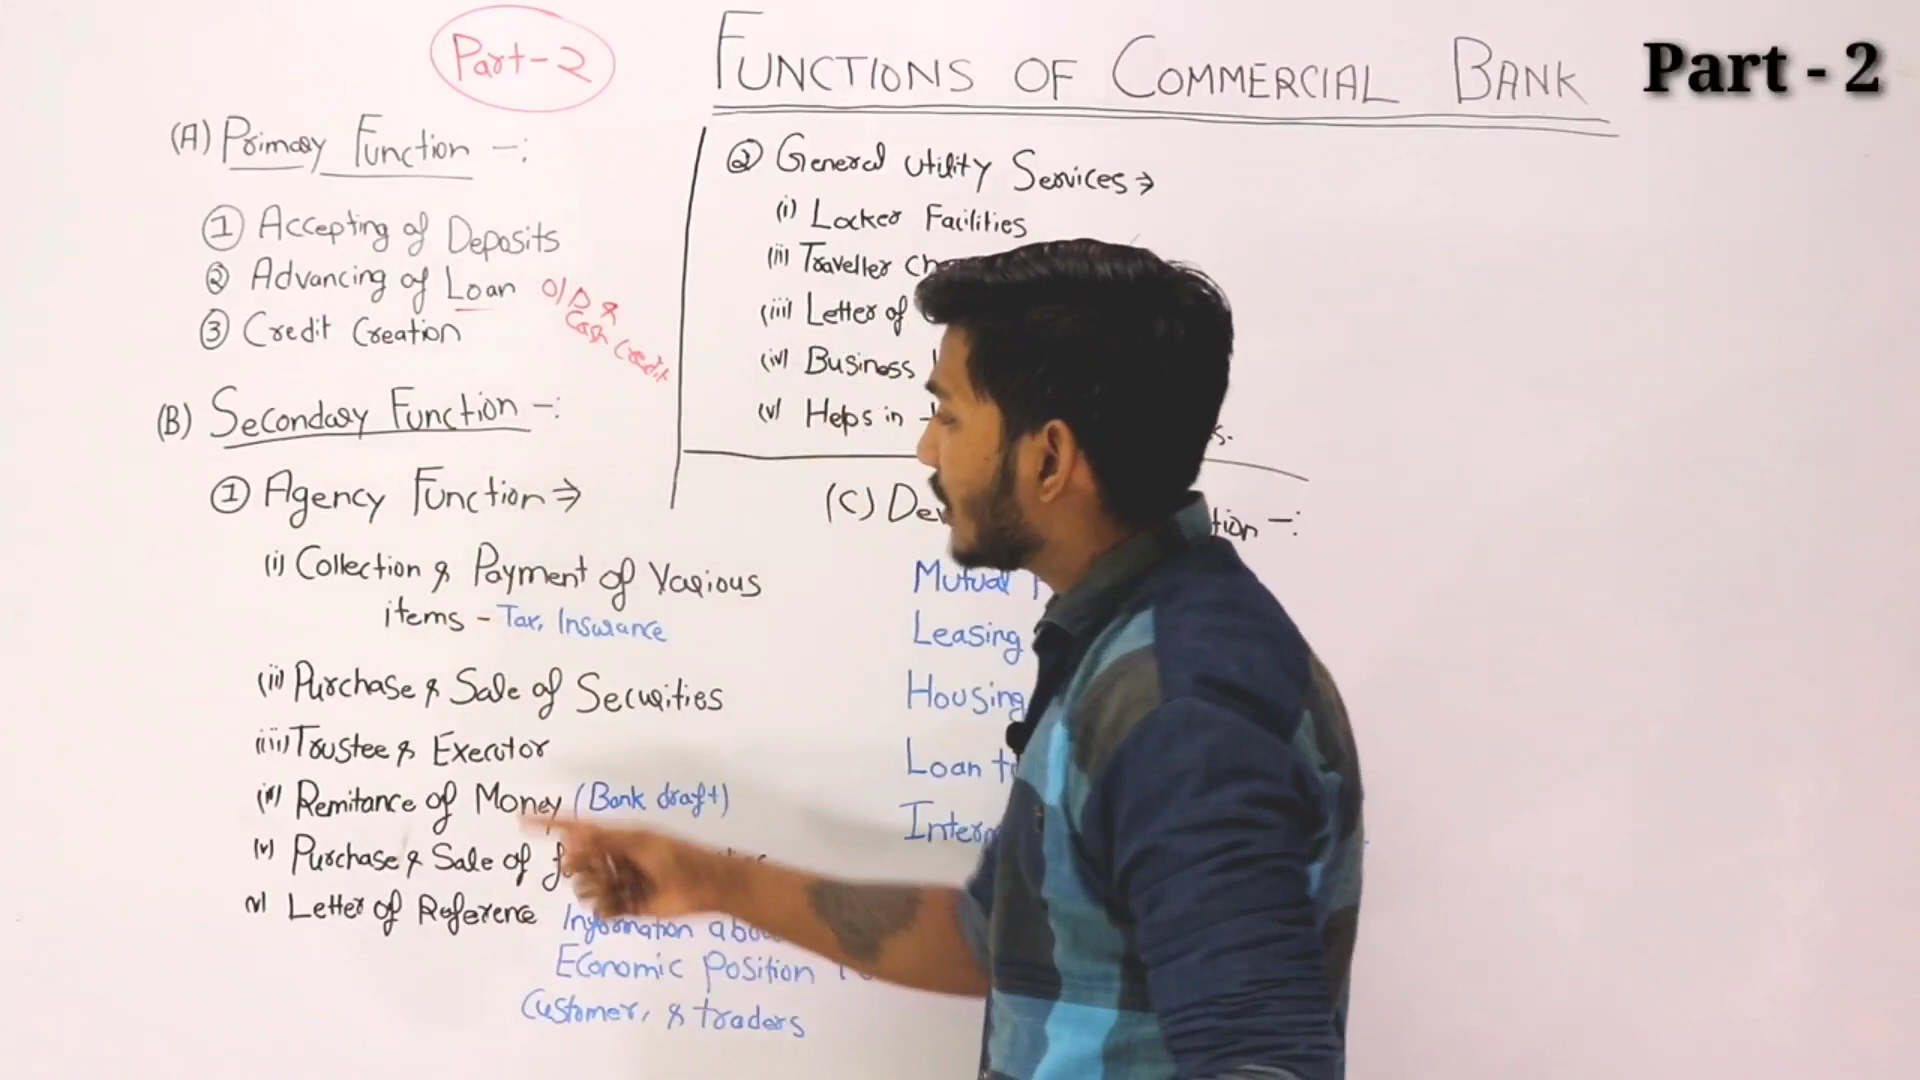 Part-2
FUNCTIONS OF COMMERCIAL BANK
Part - 2
(A) Primary Function -:
① Accepting of Deposits
② Advancing of Loan
O/D &
Cash Credit
③ Credit Creation
(B) Secondary Function -:
① Agency Function ⇒
(i) Collection & Payment of Various
items - Tax, Insurance
(ii) Purchase & Sale of Securities
(iii) Trustee & Executor
Remitance of Money (Bank draft)
(v) Purchase & Sale of
Letter of Reference
Information
Economic Position
Customer, & traders
② General Utility Services ⇒
(i) Locker Facilities
(ii) Traveller
(iii) Letter of
(iv) Business
(v) Helps in
(C)
Mutual
Leasing
Housing
Loan